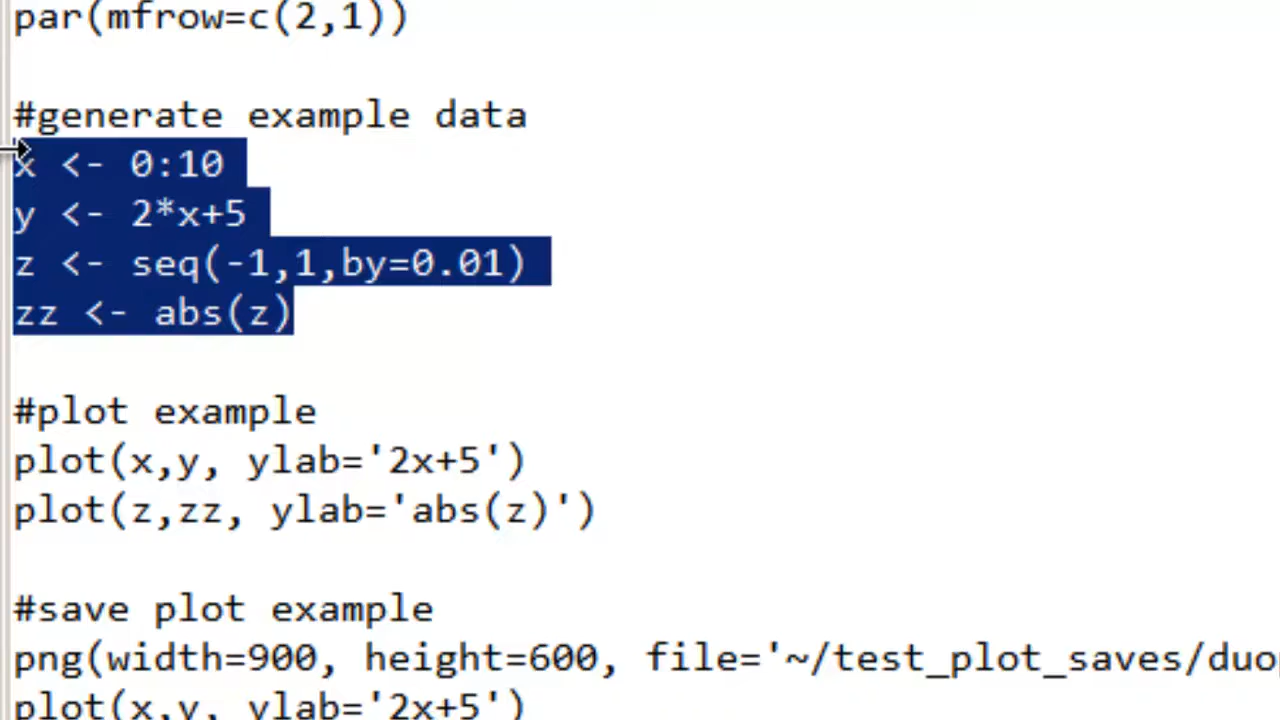 par(mfrow=c(2,1))
#generate example data
x <- 0:10
y <- 2*x+5
z <- seq(-1,1,by=0.01)
zz <- abs(z)
#plot example
plot(x,y, ylab='2x+5')
plot(z,zz, ylab='abs(z)')
#save plot example
png(width=900, height=600, file='~/test_plot_saves/duo
plot(x,y, ylab='2x+5')